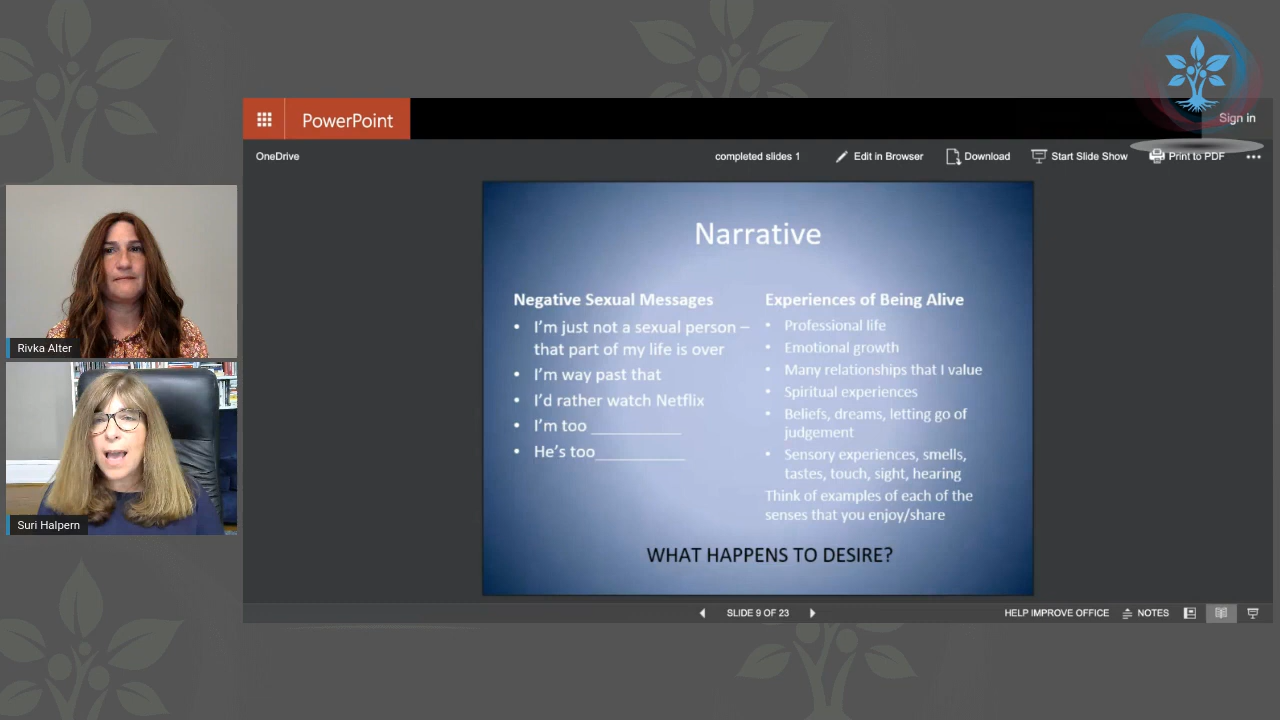 PowerPoint
Sign in
OneDrive
completed slides 1
Edit in Browser
Download
Start Slide Show
Print to PDF
Narrative
Negative Sexual Messages
• I'm just not a sexual person –
that part of my life is over
• I'm way past that
• I'd rather watch Netflix
• I'm too __________
• He's too__________
Experiences of Being Alive
• Professional life
• Emotional growth
• Many relationships that I value
• Spiritual experiences
• Beliefs, dreams, letting go of
judgement
• Sensory experiences, smells,
tastes, touch, sight, hearing
Think of examples of each of the
senses that you enjoy/share
WHAT HAPPENS TO DESIRE?
Rivka Alter
Suri Halpern
SLIDE 9 OF 23
HELP IMPROVE OFFICE
NOTES